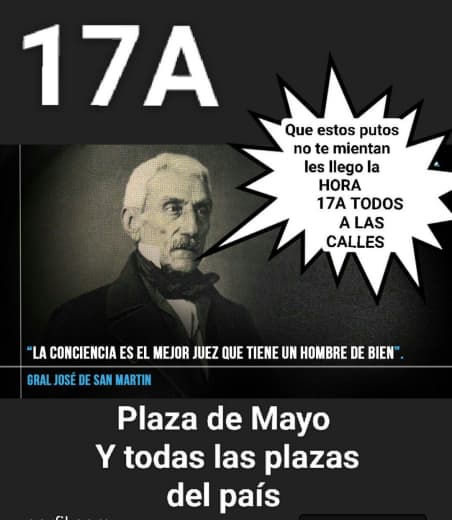 17A
Que estos putos
no te mientan
les llego la
HORA
17A TODOS
A LAS
CALLES
“LA CONCIENCIA ES EL MEJOR JUEZ QUE TIENE UN HOMBRE DE BIEN”.
GRAL JOSÉ DE SAN MARTIN
Plaza de Mayo
Y todas las plazas
del país